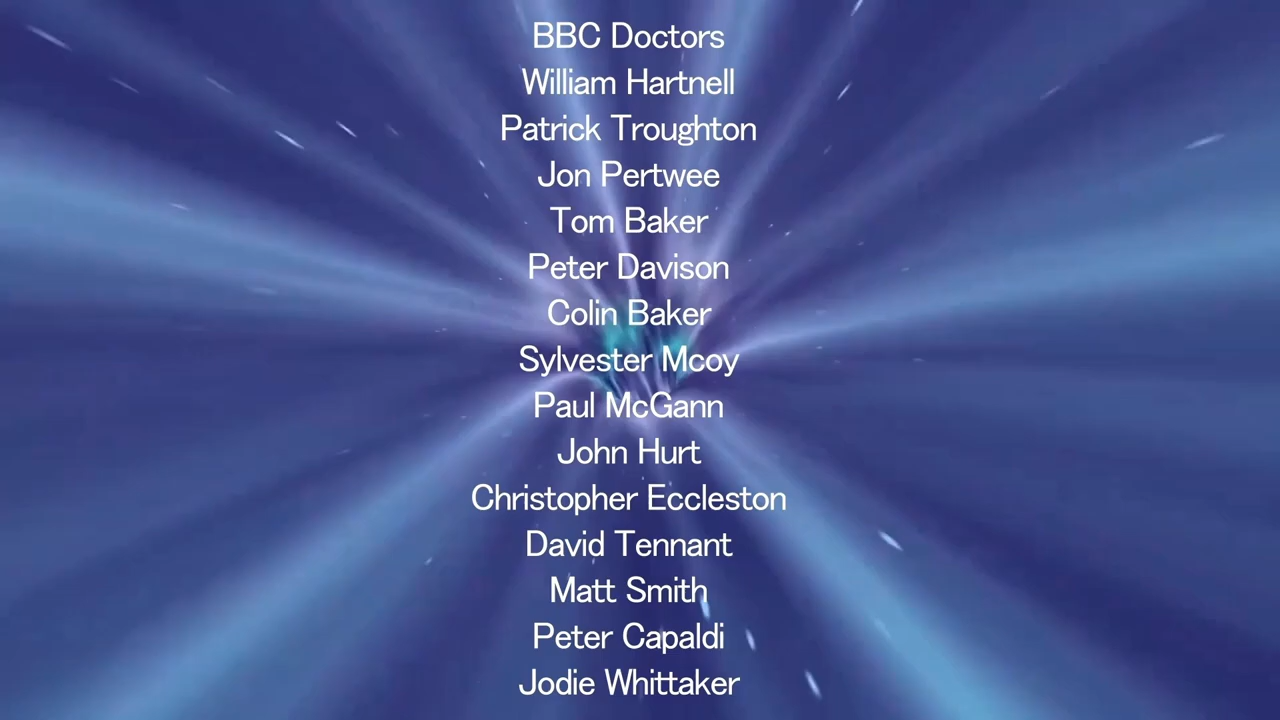 BBC Doctors
William Hartnell
Patrick Troughton
Jon Pertwee
Tom Baker
Peter Davison
Colin Baker
Sylvester Mcoy
Paul McGann
John Hurt
Christopher Eccleston
David Tennant
Matt Smith
Peter Capaldi
Jodie Whittaker